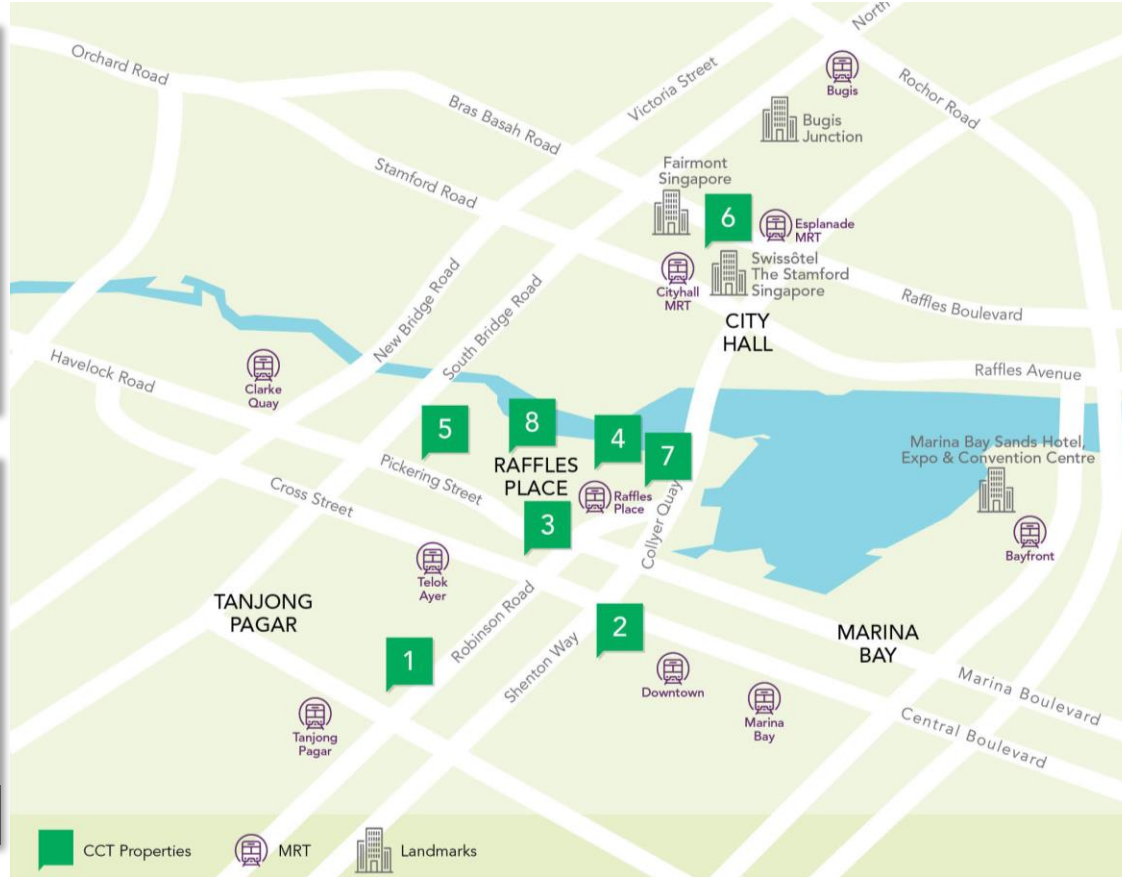 North
Orchard Road
Victoria Street
Bugis
Rochor Road
Bras Basah Road
Bugis
Junction
Stamford Road
Fairmont
Singapore
6
Esplanade
MRT
Cityhall
MRT
Swissôtel
The Stamford
Singapore
New Bridge Road
South Bridge Road
Raffles Boulevard
CITY
HALL
Havelock Road
Clarke
Quay
Raffles Avenue
5
8
4
7
RAFFLES
PLACE
Marina Bay Sands Hotel,
Expo & Convention Centre
Pickering Street
Cross Street
Raffles
Place
3
Collyer Quay
Bayfront
Telok
Ayer
TANJONG
PAGAR
Robinson Road
2
MARINA
BAY
1
Shenton Way
Downtown
Marina
Bay
Marina Boulevard
Tanjong
Pagar
Central Boulevard
CCT Properties
MRT
Landmarks